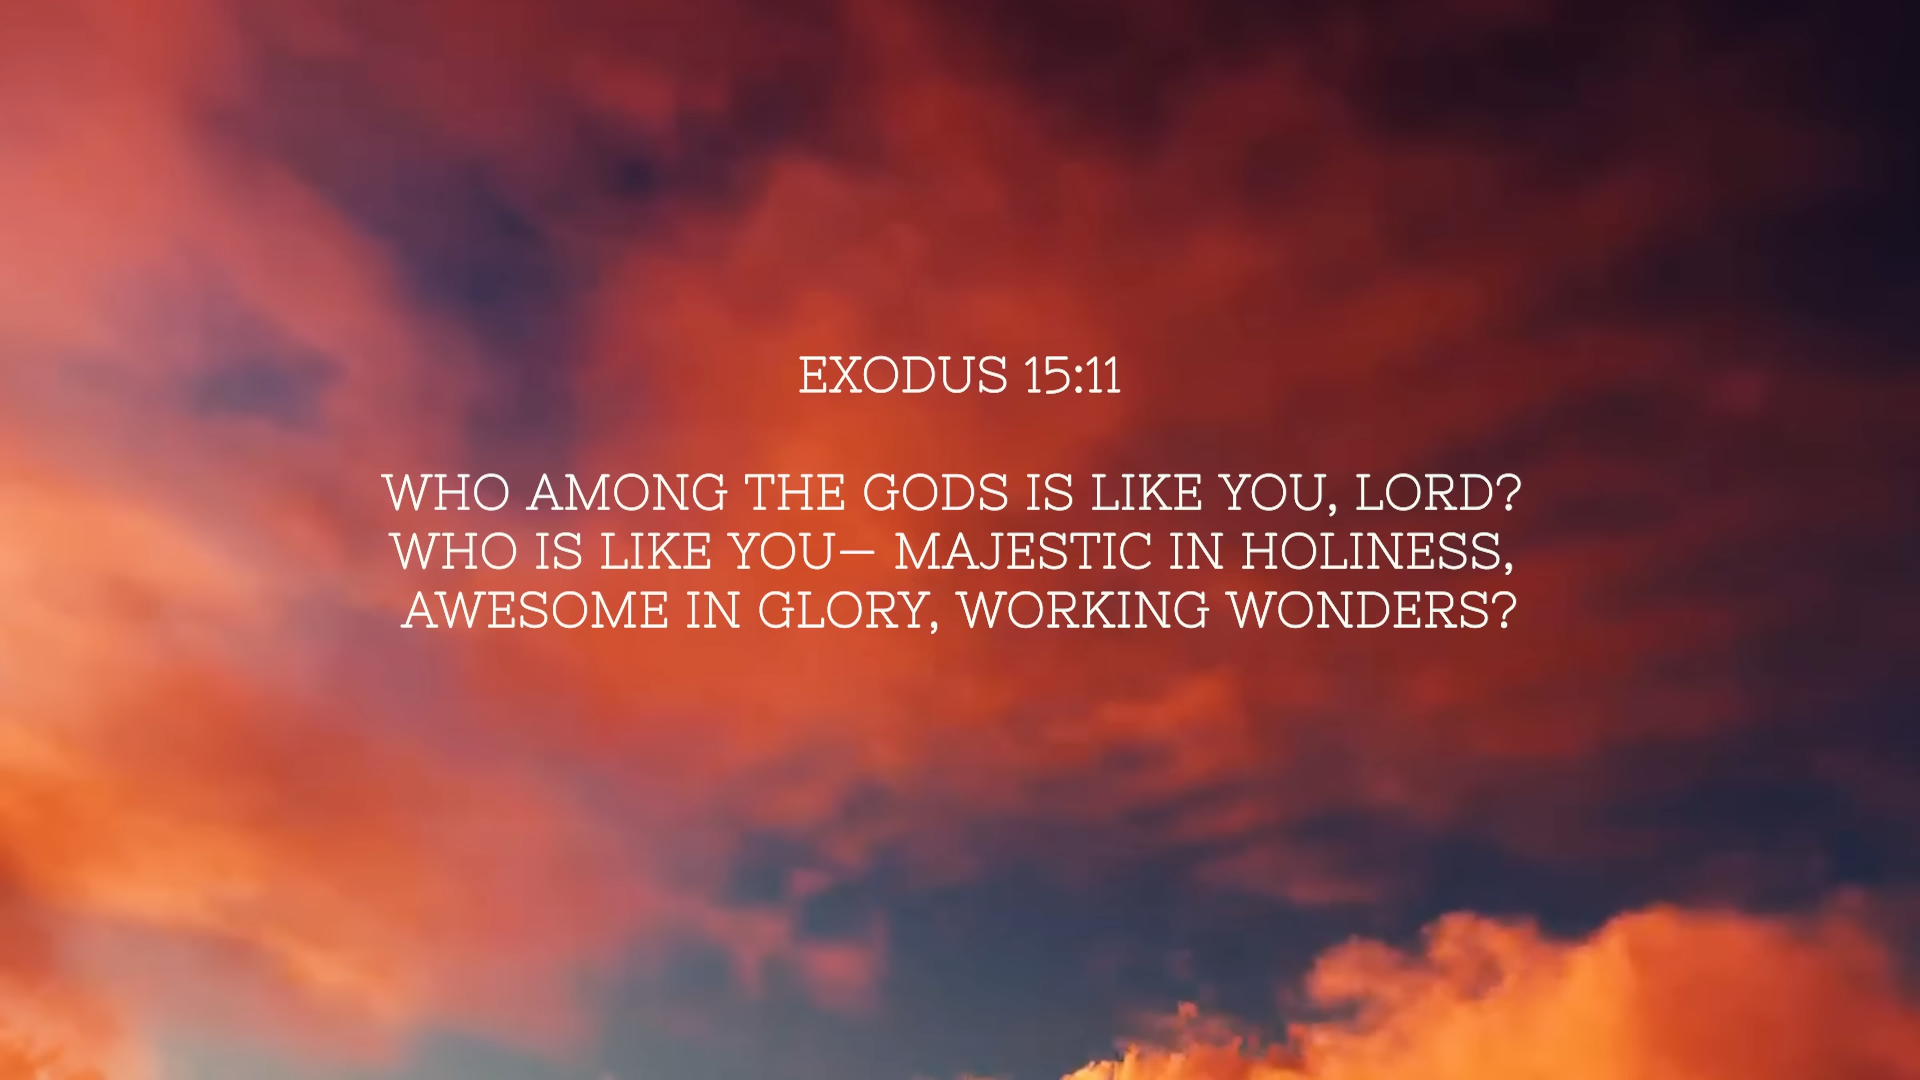 EXODUS 15:11
WHO AMONG THE GODS IS LIKE YOU, LORD?
WHO IS LIKE YOU— MAJESTIC IN HOLINESS,
AWESOME IN GLORY, WORKING WONDERS?